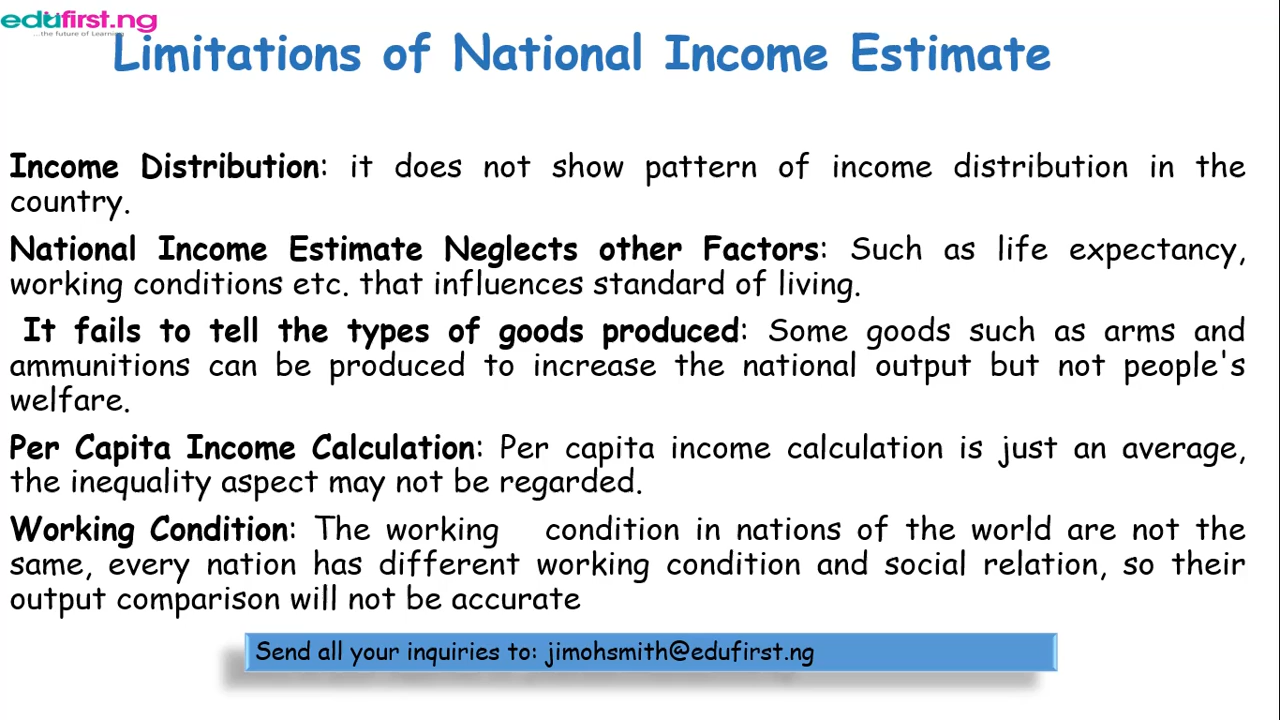 edufirst.ng
...the future of Learning
Limitations of National Income Estimate
Income Distribution: it does not show pattern of income distribution in the
country.
National Income Estimate Neglects other Factors: Such as life expectancy,
working conditions etc. that influences standard of living.
It fails to tell the types of goods produced: Some goods such as arms and
ammunitions can be produced to increase the national output but not people's
welfare.
Per Capita Income Calculation: Per capita income calculation is just an average,
the inequality aspect may not be regarded.
Working Condition: The working condition in nations of the world are not the
same, every nation has different working condition and social relation, so their
output comparison will not be accurate
Send all your inquiries to: jimohsmith@edufirst.ng